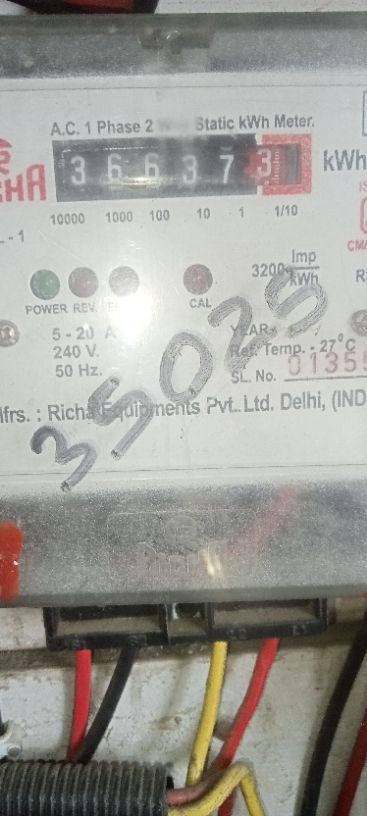 A.C. 1 Phase 2 Static kWh Meter.
3 6 6 3 7 3 kWh
10000 1000 100 10 1 1/10
L - 1
3200 Imp/kWh
POWER REV. CAL
5 - 20 A
240 V.
50 Hz.
YEAR
Ref. Temp. - 27°C
SL. No. 01355
35025
Mfrs. : Richa Equipments Pvt. Ltd. Delhi, (IND